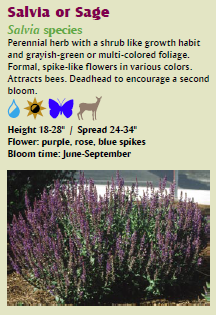 Salvia or Sage
Salvia species
Perennial herb with a shrub like growth habit
and grayish-green or multi-colored foliage.
Formal, spike-like flowers in various colors.
Attracts bees. Deadhead to encourage a second
bloom.
Height 18-28" / Spread 24-34"
Flower: purple, rose, blue spikes
Bloom time: June-September